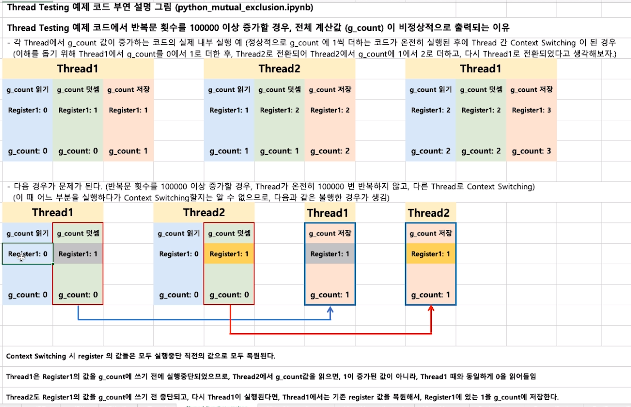 Thread Testing 예제 코드 부연 설명 그림 (python_mutual_exclusion.ipynb)
Thread Testing 예제 코드에서 반복문 횟수를 100000 이상 증가할 경우, 전체 계산값 (g_count) 이 비정상적으로 출력되는 이유
- 각 Thread에서 g_count 값이 증가하는 코드의 실제 내부 실행 예 (정상적으로 g_count 에 1씩 더하는 코드가 온전히 실행된 후에 Thread 간 Context Switching 이 된 경우
(이해를 돕기 위해 Thread1에서 g_count를 0에서 1로 더한 후, Thread2로 전환되어 Thread2에서 g_count에 1에서 2로 더하고, 다시 Thread1로 전환되었다고 생각해보자.)
Thread1 Thread2 Thread1
g_count 읽기 g_count 덧셈 g_count 저장 g_count 읽기 g_count 덧셈 g_count 저장 g_count 읽기 g_count 덧셈 g_count 저장
Register1: 0 Register1: 1 Register1: 1 Register1: 1 Register1: 2 Register1: 2 Register1: 2 Register1: 3
g_count: 0 g_count: 0 g_count: 1 g_count: 1 g_count: 1 g_count: 2 g_count: 2 g_count: 2 g_count: 3
- 다음 경우가 문제가 된다. (반복문 횟수를 100000 이상 증가할 경우, Thread가 온전히 100000 번 반복하지 않고, 다른 Thread로 Context Switching)
(이 때 어느 부분을 실행하다가 Context Switching할지는 알 수 없으므로, 다음과 같은 불행한 경우가 생김)
Thread1 Thread2 Thread1 Thread2
g_count 읽기 g_count 덧셈 g_count 읽기 g_count 덧셈 g_count 저장 g_count 저장
Register1: 0 Register1: 1 Register1: 0 Register1: 1 Register1: 1 Register1: 1
g_count: 0 g_count: 0 g_count: 0 g_count: 0 g_count: 1 g_count: 1
Context Switching 시 register 의 값들은 모두 실행중단 직전의 값으로 모두 복원된다.
Thread1은 Register1의 값을 g_count에 쓰기 전에 실행중단되었으므로, Thread2에서 g_count값을 읽으면, 1이 증가된 값이 아니라, Thread1 때와 동일하게 0을 읽어들임
Thread2도 Register1의 값을 g_count에 쓰기 전 중단되고, 다시 Thread1이 실행된다면, Thread1에서는 기존 register 값을 복원해서, Register1에 있는 1을 g_count에 저장한다.